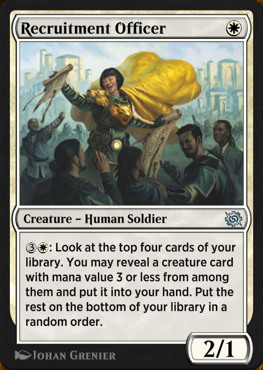 Recruitment Officer
Creature – Human Soldier
3: Look at the top four cards of your
library. You may reveal a creature card
with mana value 3 or less from among
them and put it into your hand. Put the
rest on the bottom of your library in a
random order.
2/1
Johan Grenier